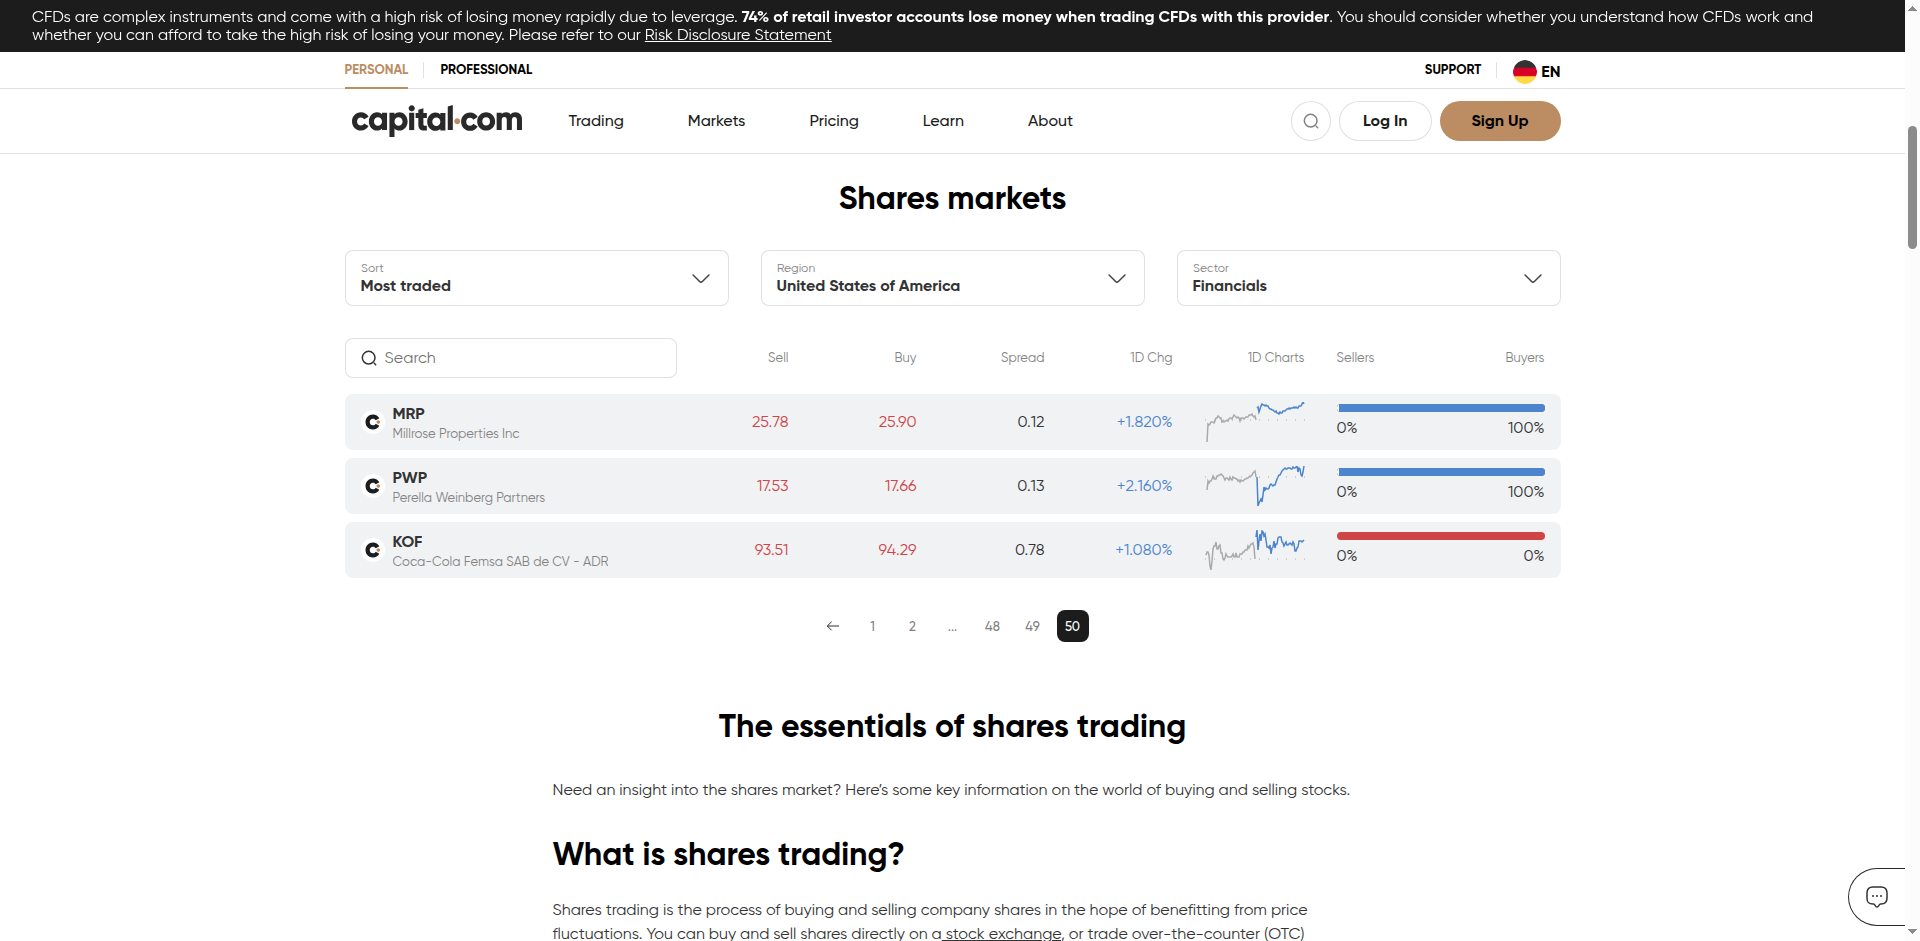 CFDs are complex instruments and come with a high risk of losing money rapidly due to leverage. 74% of retail investor accounts lose money when trading CFDs with this provider. You should consider whether you understand how CFDs work and
whether you can afford to take the high risk of losing your money. Please refer to our Risk Disclosure Statement
PERSONAL PROFESSIONAL SUPPORT EN
capital.com Trading Markets Pricing Learn About Log In Sign Up
Shares markets
Sort Region Sector
Most traded United States of America Financials
Search Sell Buy Spread 1D Chg 1D Charts Sellers Buyers
MRP
Millrose Properties Inc
25.78 25.90 0.12 +1.820% 0% 100%
PWP
Perella Weinberg Partners
17.53 17.66 0.13 +2.160% 0% 100%
KOF
Coca-Cola Femsa SAB de CV - ADR
93.51 94.29 0.78 +1.080% 0% 0%
1 2 ... 48 49 50
The essentials of shares trading
Need an insight into the shares market? Here’s some key information on the world of buying and selling stocks.
What is shares trading?
Shares trading is the process of buying and selling company shares in the hope of benefitting from price
fluctuations. You can buy and sell shares directly on a stock exchange, or trade over-the-counter (OTC)